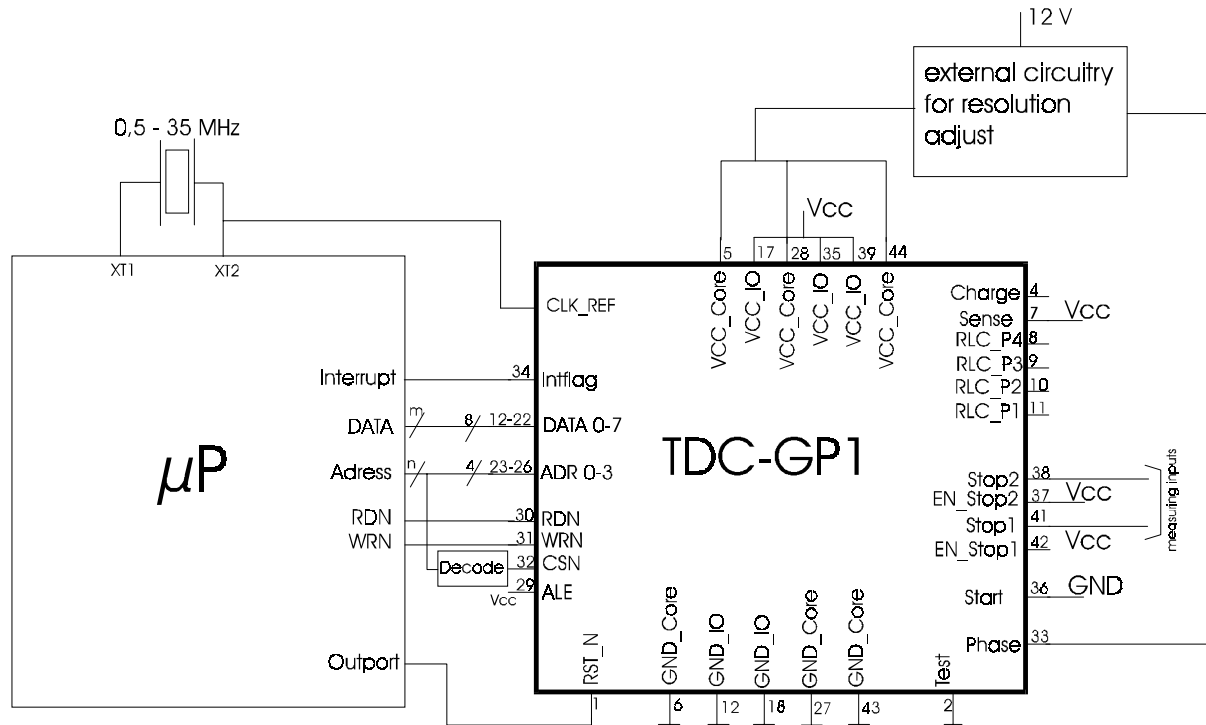 12 V
external circuitry
for resolution
adjust
0,5 - 35 MHz
Vcc
XT1
XT2
5
17
28
35
39
44
VCC_Core
VCC_IO
VCC_Core
VCC_IO
VCC_IO
VCC_Core
CLK_REF
Charge
4
Sense
7
Vcc
RLC_P4
8
RLC_P3
9
RLC_P2
10
RLC_P1
11
Interrupt
34
Intflag
DATA
m
8
12-22
DATA 0-7
Adress
n
4
23-26
ADR 0-3
µP
TDC-GP1
RDN
30
RDN
WRN
31
WRN
Decode
32
CSN
Vcc
29
ALE
Stop2
38
EN_Stop2
37
Vcc
Stop1
41
EN_Stop1
42
Vcc
measuring inputs
Start
36
GND
Phase
33
Outport
RST_N
GND_Core
GND_IO
GND_IO
GND_Core
GND_Core
Test
1
6
12
18
27
43
2